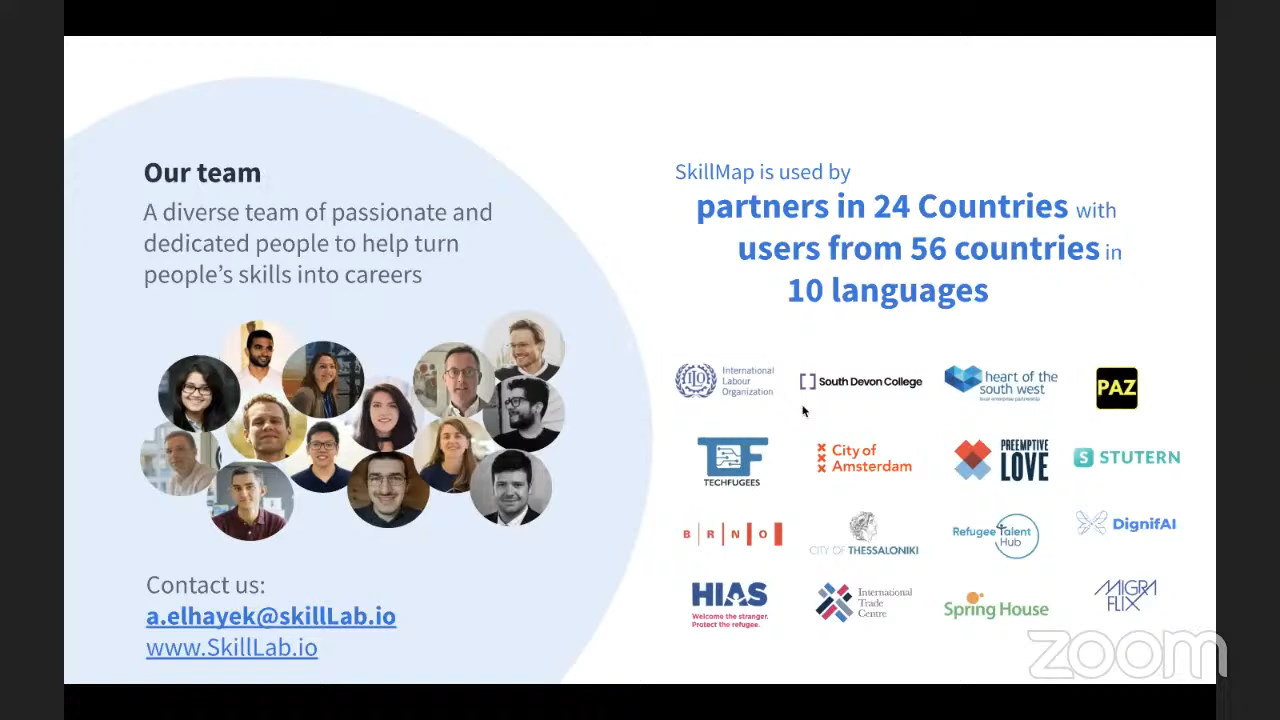 Our team
A diverse team of passionate and
dedicated people to help turn
people's skills into careers
Contact us:
a.elhayek@skillLab.io
www.SkillLab.io
SkillMap is used by
partners in 24 Countries with
users from 56 countries in
10 languages
International
Labour
Organization
South Devon College
heart of the
south west
local enterprise partnership
PAZ
TF
TECHFUGEES
City of
Amsterdam
PREEMPTIVE
LOVE
S STUTERN
B R N O
CITY OF THESSALONIKI
Refugee Talent
Hub
DignifAI
HIAS
Welcome the stranger.
Protect the refugee.
International
Trade
Centre
Spring House
MIGRA
FLIX
zoom